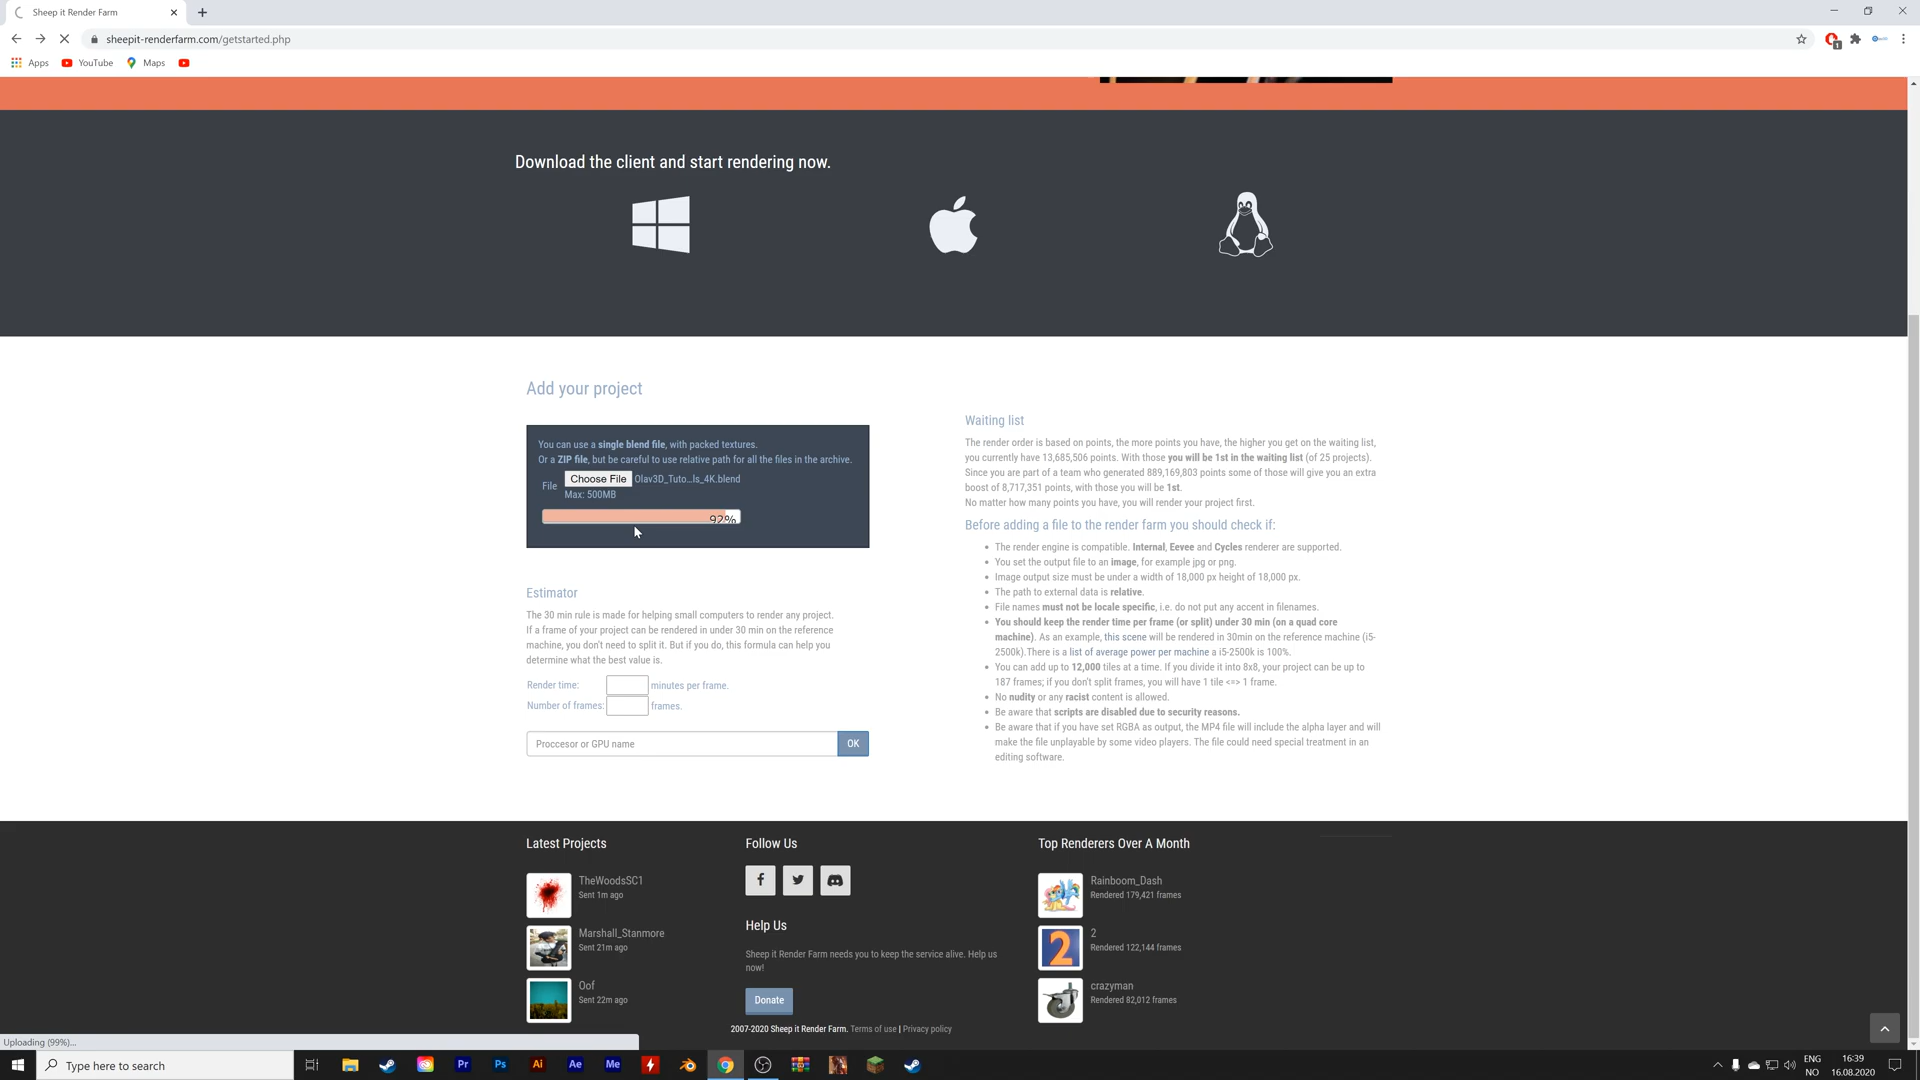 Sheep it Render Farm
sheepit-renderfarm.com/getstarted.php
1
Apps
YouTube
Maps
Download the client and start rendering now.
Add your project
You can use a single blend file, with packed textures.
Or a ZIP file, but be careful to use relative path for all the files in the archive.
File
Choose File
Olav3D_Tuto...ls_4K.blend
Max: 500MB
92%
Estimator
The 30 min rule is made for helping small computers to render any project.
If a frame of your project can be rendered in under 30 min on the reference
machine, you don't need to split it. But if you do, this formula can help you
determine what the best value is.
Render time: minutes per frame.
Number of frames: frames.
Proccesor or GPU name
OK
Waiting list
The render order is based on points, the more points you have, the higher you get on the waiting list,
you currently have 13,685,506 points. With those you will be 1st in the waiting list (of 25 projects).
Since you are part of a team who generated 889,169,803 points some of those will give you an extra
boost of 8,717,351 points, with those you will be 1st.
No matter how many points you have, you will render your project first.
Before adding a file to the render farm you should check if:
The render engine is compatible. Internal, Eevee and Cycles renderer are supported.
You set the output file to an image, for example jpg or png.
Image output size must be under a width of 18,000 px height of 18,000 px.
The path to external data is relative.
File names must not be locale specific, i.e. do not put any accent in filenames.
You should keep the render time per frame (or split) under 30 min (on a quad core
machine). As an example, this scene will be rendered in 30min on the reference machine (i5-
2500k).There is a list of average power per machine a i5-2500k is 100%.
You can add up to 12,000 tiles at a time. If you divide it into 8x8, your project can be up to
187 frames; if you don't split frames, you will have 1 tile <=> 1 frame.
No nudity or any racist content is allowed.
Be aware that scripts are disabled due to security reasons.
Be aware that if you have set RGBA as output, the MP4 file will include the alpha layer and will
make the file unplayable by some video players. The file could need special treatment in an
editing software.
Latest Projects
TheWoodsSC1
Sent 1m ago
Marshall_Stanmore
Sent 21m ago
Oof
Sent 22m ago
Follow Us
Help Us
Sheep it Render Farm needs you to keep the service alive. Help us
now!
Donate
Top Renderers Over A Month
Rainboom_Dash
Rendered 179,421 frames
2
2
Rendered 122,144 frames
crazyman
Rendered 82,012 frames
2007-2020 Sheep it Render Farm. Terms of use | Privacy policy
Uploading (99%)...
Type here to search
Pr
Ps
Ai
Ae
Me
ENG
NO
16:39
16.08.2020